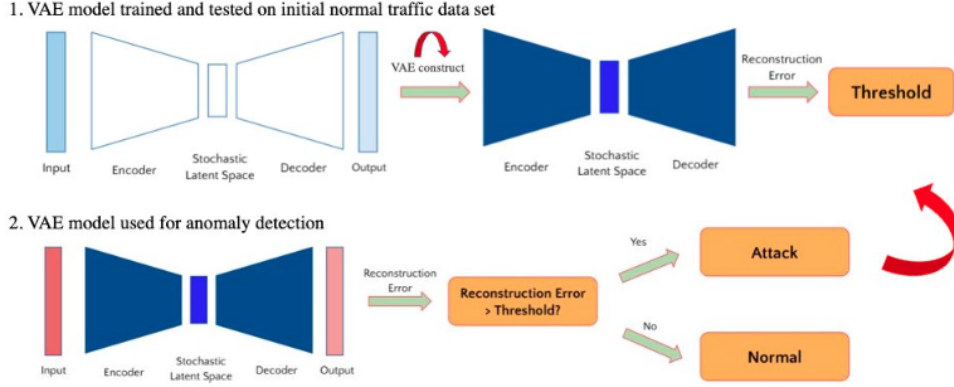 1. VAE model trained and tested on initial normal traffic data set
VAE construct
Reconstruction
Error
Threshold
Input
Encoder
Stochastic
Latent Space
Decoder
Output
Encoder
Stochastic
Latent Space
Decoder
2. VAE model used for anomaly detection
Reconstruction
Error
Reconstruction Error
> Threshold?
Yes
Attack
No
Normal
Input
Encoder
Stochastic
Latent Space
Decoder
Output